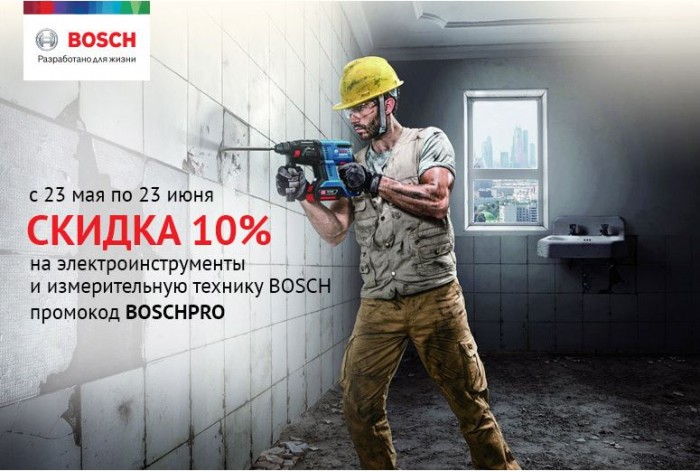 BOSCH
Разработано для жизни
с 23 мая по 23 июня
СКИДКА 10%
на электроинструменты
и измерительную технику BOSCH
промокод BOSCHPRO